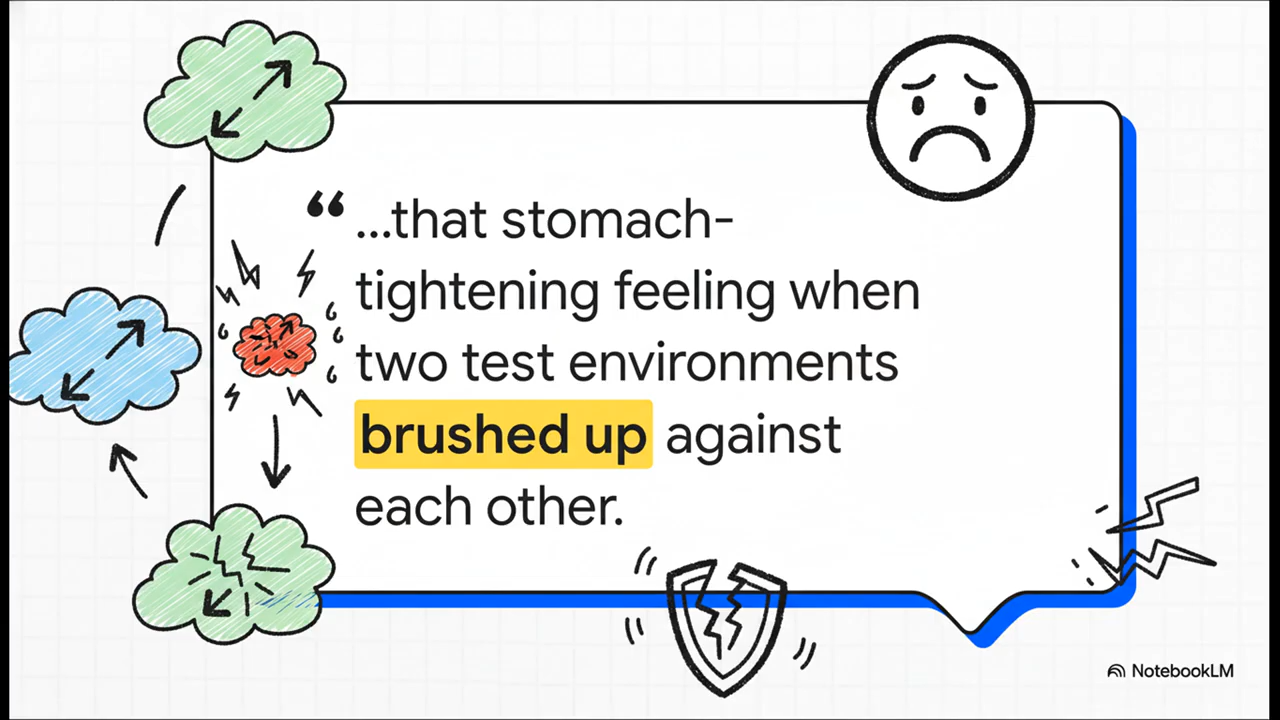 “...that stomach-
tightening feeling when
two test environments
brushed up against
each other.
NotebookLM